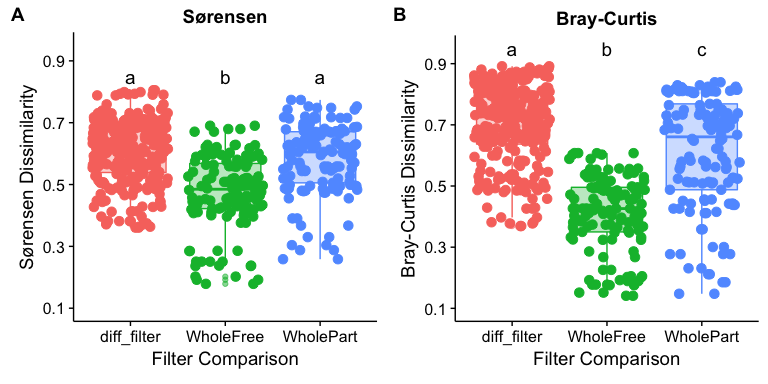 A
Sørensen
Sørensen Dissimilarity
0.9
0.7
0.5
0.3
0.1
a
b
a
diff_filter
WholeFree
WholePart
Filter Comparison
B
Bray-Curtis
Bray-Curtis Dissimilarity
0.9
0.7
0.5
0.3
0.1
a
b
c
diff_filter
WholeFree
WholePart
Filter Comparison